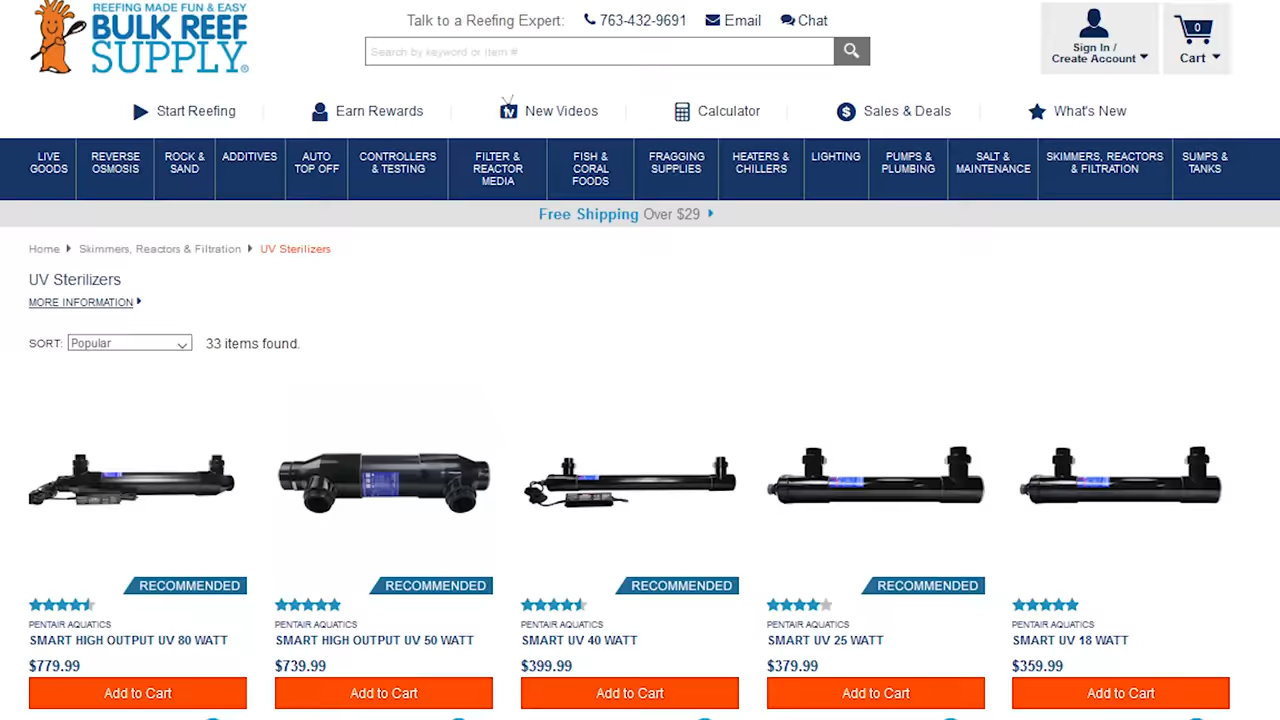 REEFING MADE FUN & EASY
BULK REEF
SUPPLY®
Talk to a Reefing Expert: 763-432-9691 Email Chat
Search by keyword or Item #
Sign In /
Create Account
0
Cart
Start Reefing
Earn Rewards
tv
New Videos
Calculator
$
Sales & Deals
What's New
LIVE
GOODS
REVERSE
OSMOSIS
ROCK &
SAND
ADDITIVES
AUTO
TOP OFF
CONTROLLERS
& TESTING
FILTER &
REACTOR
MEDIA
FISH &
CORAL
FOODS
FRAGGING
SUPPLIES
HEATERS &
CHILLERS
LIGHTING
PUMPS &
PLUMBING
SALT &
MAINTENANCE
SKIMMERS, REACTORS
& FILTRATION
SUMPS &
TANKS
Free Shipping Over $29
Home Skimmers, Reactors & Filtration UV Sterilizers
UV Sterilizers
MORE INFORMATION
SORT: Popular 33 items found.
RECOMMENDED
PENTAIR AQUATICS
SMART HIGH OUTPUT UV 80 WATT
$779.99
Add to Cart
RECOMMENDED
PENTAIR AQUATICS
SMART HIGH OUTPUT UV 50 WATT
$739.99
Add to Cart
RECOMMENDED
PENTAIR AQUATICS
SMART UV 40 WATT
$399.99
Add to Cart
RECOMMENDED
PENTAIR AQUATICS
SMART UV 25 WATT
$379.99
Add to Cart
PENTAIR AQUATICS
SMART UV 18 WATT
$359.99
Add to Cart